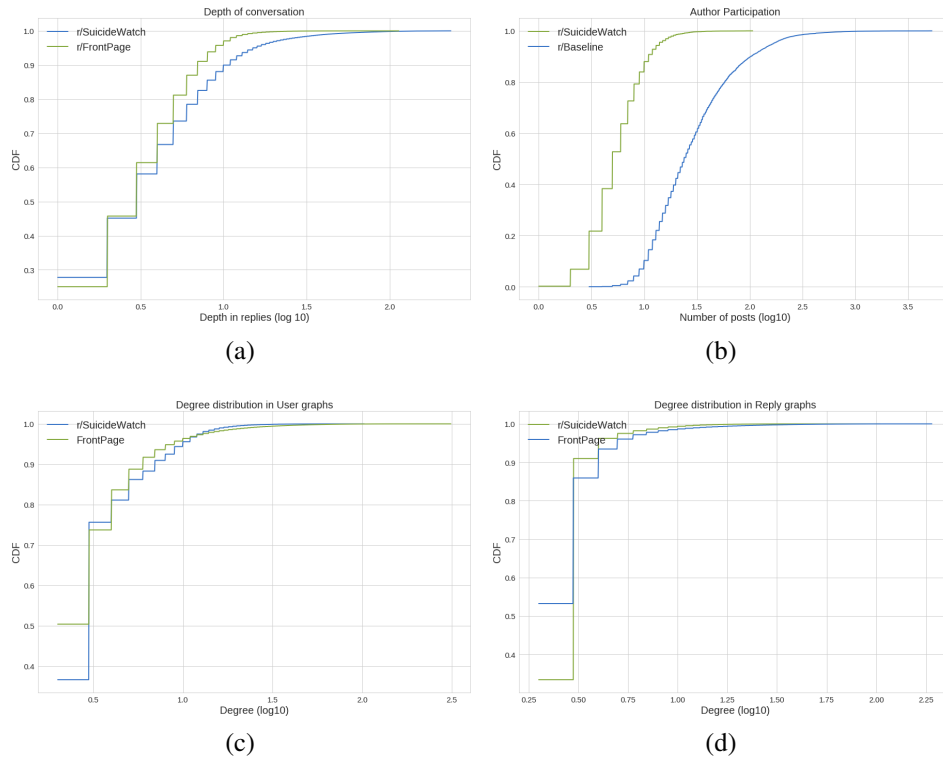 Depth of conversation
r/SuicideWatch
r/FrontPage
1.0
0.9
0.8
0.7
0.6
0.5
0.4
0.3
CDF
0.0 0.5 1.0 1.5 2.0
Depth in replies (log 10)
(a)
Author Participation
r/SuicideWatch
r/Baseline
1.0
0.8
0.6
0.4
0.2
0.0
CDF
0.0 0.5 1.0 1.5 2.0 2.5 3.0 3.5
Number of posts (log10)
(b)
Degree distribution in User graphs
r/SuicideWatch
FrontPage
1.0
0.9
0.8
0.7
0.6
0.5
0.4
CDF
0.5 1.0 1.5 2.0 2.5
Degree (log10)
(c)
Degree distribution in Reply graphs
r/SuicideWatch
FrontPage
1.0
0.9
0.8
0.7
0.6
0.5
0.4
CDF
0.25 0.50 0.75 1.00 1.25 1.50 1.75 2.00 2.25
Degree (log10)
(d)